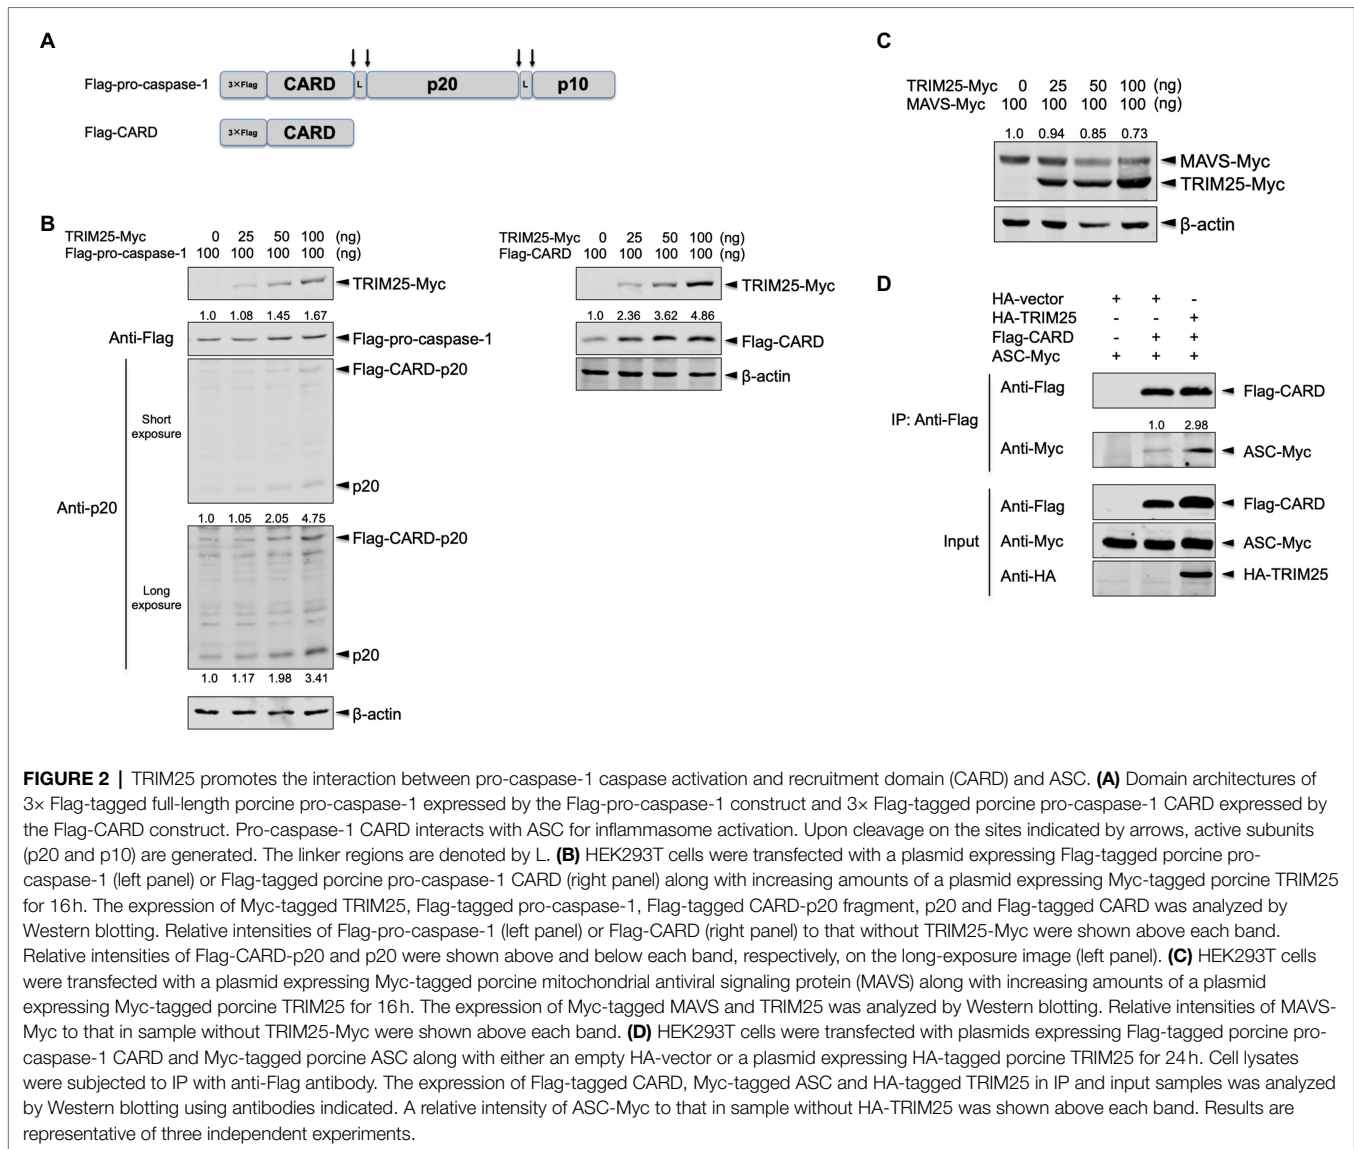 A
Flag-pro-caspase-1
3×Flag CARD L p20 L p10
Flag-CARD
3×Flag CARD
B
TRIM25-Myc 0 25 50 100 (ng)
Flag-pro-caspase-1 100 100 100 100 (ng)
TRIM25-Myc
1.0 1.08 1.45 1.67
Anti-Flag
Flag-pro-caspase-1
Flag-CARD-p20
Short
exposure
p20
Anti-p20
1.0 1.05 2.05 4.75
Flag-CARD-p20
Long
exposure
p20
1.0 1.17 1.98 3.41
β-actin
TRIM25-Myc 0 25 50 100 (ng)
Flag-CARD 100 100 100 100 (ng)
TRIM25-Myc
1.0 2.36 3.62 4.86
Flag-CARD
β-actin
C
TRIM25-Myc 0 25 50 100 (ng)
MAVS-Myc 100 100 100 100 (ng)
1.0 0.94 0.85 0.73
MAVS-Myc
TRIM25-Myc
β-actin
D
HA-vector + + -
HA-TRIM25 - - +
Flag-CARD - + +
ASC-Myc + + +
IP: Anti-Flag
Anti-Flag Flag-CARD
1.0 2.98
Anti-Myc ASC-Myc
Input
Anti-Flag Flag-CARD
Anti-Myc ASC-Myc
Anti-HA HA-TRIM25
FIGURE 2 | TRIM25 promotes the interaction between pro-caspase-1 caspase activation and recruitment domain (CARD) and ASC. (A) Domain architectures of
3× Flag-tagged full-length porcine pro-caspase-1 expressed by the Flag-pro-caspase-1 construct and 3× Flag-tagged porcine pro-caspase-1 CARD expressed by
the Flag-CARD construct. Pro-caspase-1 CARD interacts with ASC for inflammasome activation. Upon cleavage on the sites indicated by arrows, active subunits
(p20 and p10) are generated. The linker regions are denoted by L. (B) HEK293T cells were transfected with a plasmid expressing Flag-tagged porcine pro-
caspase-1 (left panel) or Flag-tagged porcine pro-caspase-1 CARD (right panel) along with increasing amounts of a plasmid expressing Myc-tagged porcine TRIM25
for 16h. The expression of Myc-tagged TRIM25, Flag-tagged pro-caspase-1, Flag-tagged CARD-p20 fragment, p20 and Flag-tagged CARD was analyzed by
Western blotting. Relative intensities of Flag-pro-caspase-1 (left panel) or Flag-CARD (right panel) to that without TRIM25-Myc were shown above each band.
Relative intensities of Flag-CARD-p20 and p20 were shown above and below each band, respectively, on the long-exposure image (left panel). (C) HEK293T cells
were transfected with a plasmid expressing Myc-tagged porcine mitochondrial antiviral signaling protein (MAVS) along with increasing amounts of a plasmid
expressing Myc-tagged porcine TRIM25 for 16h. The expression of Myc-tagged MAVS and TRIM25 was analyzed by Western blotting. Relative intensities of MAVS-
Myc to that in sample without TRIM25-Myc were shown above each band. (D) HEK293T cells were transfected with plasmids expressing Flag-tagged porcine pro-
caspase-1 CARD and Myc-tagged porcine ASC along with either an empty HA-vector or a plasmid expressing HA-tagged porcine TRIM25 for 24h. Cell lysates
were subjected to IP with anti-Flag antibody. The expression of Flag-tagged CARD, Myc-tagged ASC and HA-tagged TRIM25 in IP and input samples was analyzed
by Western blotting using antibodies indicated. A relative intensity of ASC-Myc to that in sample without HA-TRIM25 was shown above each band. Results are
representative of three independent experiments.